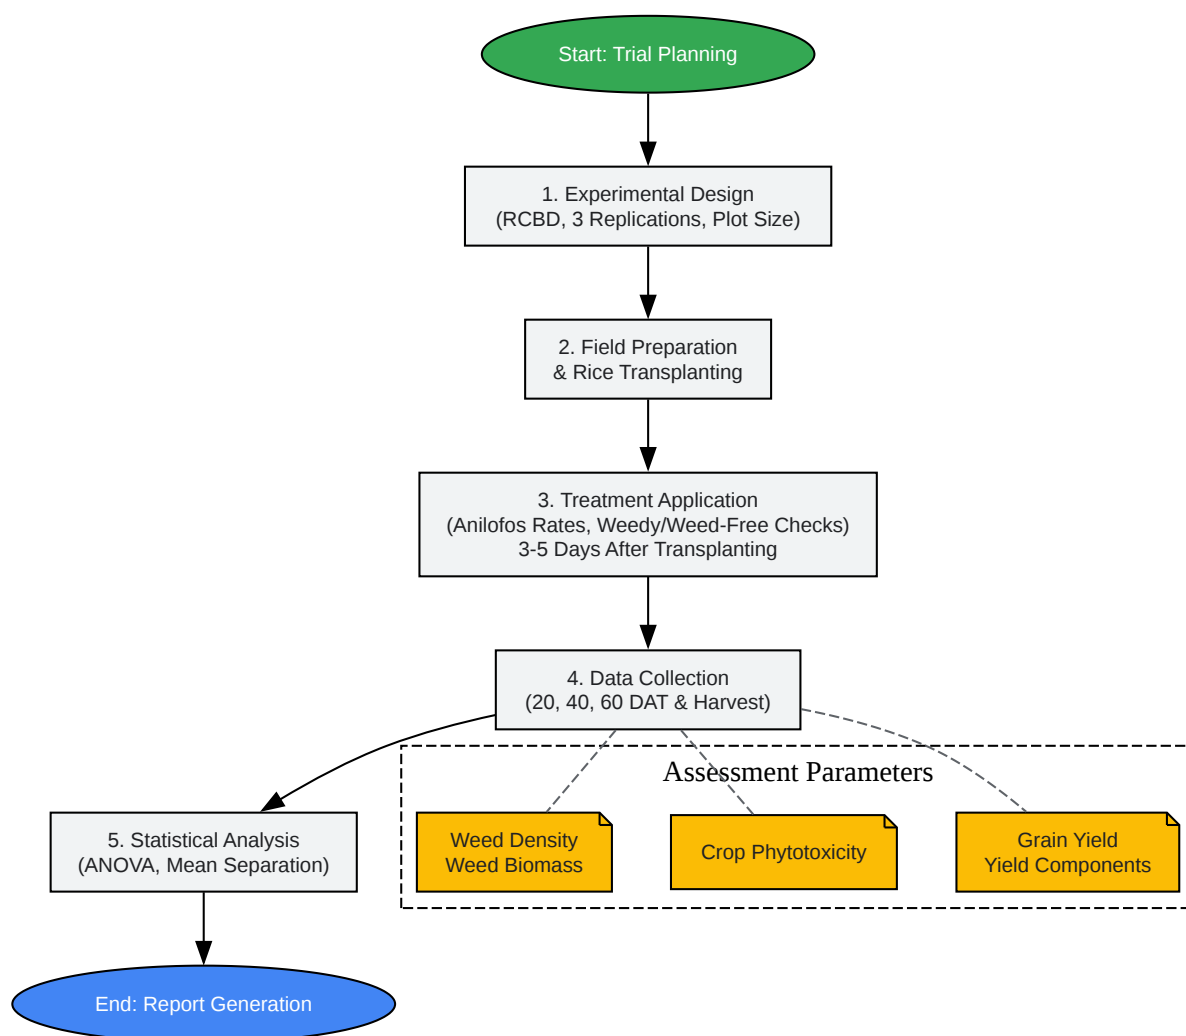 Start: Trial Planning
1. Experimental Design
(RCBD, 3 Replications, Plot Size)
2. Field Preparation
& Rice Transplanting
3. Treatment Application
(Anilofos Rates, Weedy/Weed-Free Checks)
3-5 Days After Transplanting
4. Data Collection
(20, 40, 60 DAT & Harvest)
Assessment Parameters
5. Statistical Analysis
(ANOVA, Mean Separation)
Weed Density
Weed Biomass
Crop Phytotoxicity
Grain Yield
Yield Components
End: Report Generation